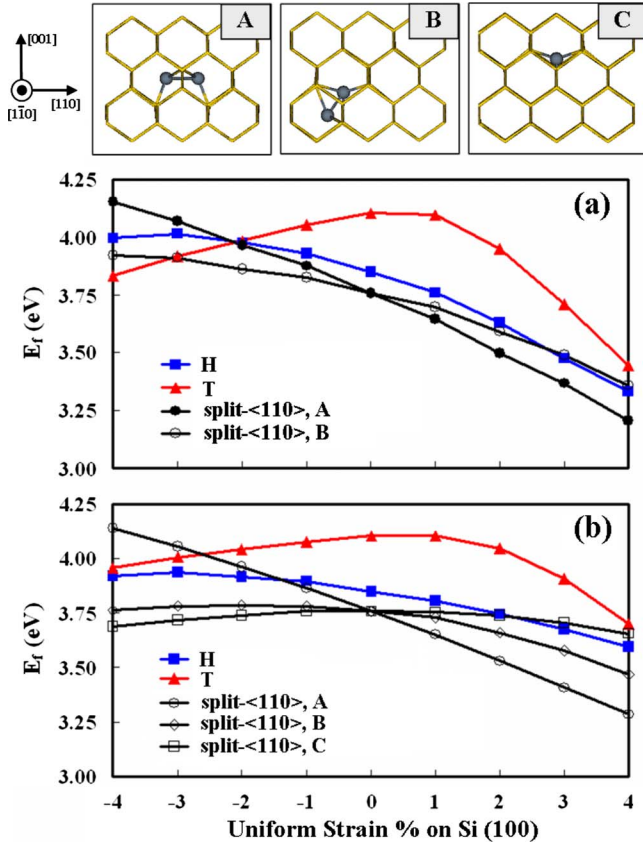 A
B
C
[001]
[11̄0]
[110]
(a)
E_f (eV)
4.25
4.00
3.75
3.50
3.25
3.00
H
T
split-<110>, A
split-<110>, B
(b)
E_f (eV)
4.25
4.00
3.75
3.50
3.25
3.00
H
T
split-<110>, A
split-<110>, B
split-<110>, C
-4 -3 -2 -1 0 1 2 3 4
Uniform Strain % on Si (100)